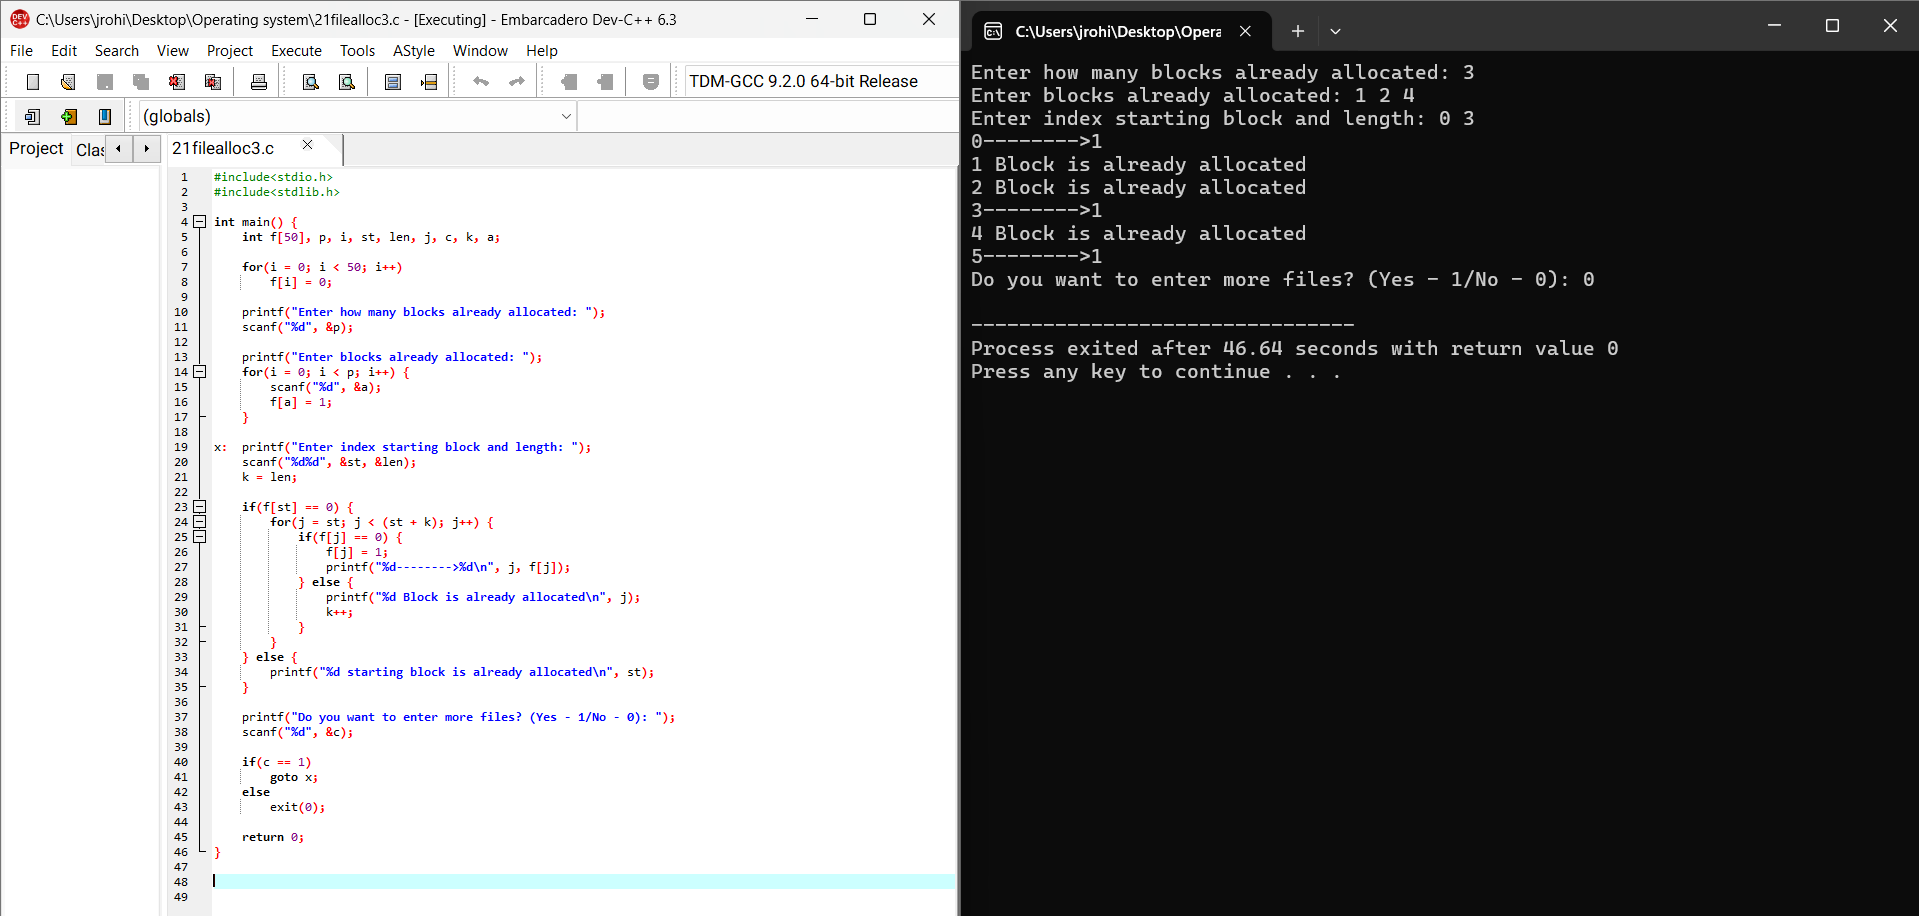 C:\Users\jrohi\Desktop\Operating system\21filealloc3.c - [Executing] - Embarcadero Dev-C++ 6.3
File Edit Search View Project Execute Tools AStyle Window Help
TDM-GCC 9.2.0 64-bit Release
(globals)
Project Clas
21filealloc3.c
1 #include<stdio.h>
2 #include<stdlib.h>
3
4 int main() {
5 int f[50], p, i, st, len, j, c, k, a;
6
7 for(i = 0; i < 50; i++)
8 f[i] = 0;
9
10 printf("Enter how many blocks already allocated: ");
11 scanf("%d", &p);
12
13 printf("Enter blocks already allocated: ");
14 for(i = 0; i < p; i++) {
15 scanf("%d", &a);
16 f[a] = 1;
17 }
18
19 x: printf("Enter index starting block and length: ");
20 scanf("%d%d", &st, &len);
21 k = len;
22
23 if(f[st] == 0) {
24 for(j = st; j < (st + k); j++) {
25 if(f[j] == 0) {
26 f[j] = 1;
27 printf("%d-------->%d\n", j, f[j]);
28 } else {
29 printf("%d Block is already allocated\n", j);
30 k++;
31 }
32 }
33 } else {
34 printf("%d starting block is already allocated\n", st);
35 }
36
37 printf("Do you want to enter more files? (Yes - 1/No - 0): ");
38 scanf("%d", &c);
39
40 if(c == 1)
41 goto x;
42 else
43 exit(0);
44
45 return 0;
46 }
47
48
49
C:\Users\jrohi\Desktop\Opera
Enter how many blocks already allocated: 3
Enter blocks already allocated: 1 2 4
Enter index starting block and length: 0 3
0-------->1
1 Block is already allocated
2 Block is already allocated
3-------->1
4 Block is already allocated
5-------->1
Do you want to enter more files? (Yes - 1/No - 0): 0
--------------------------------
Process exited after 46.64 seconds with return value 0
Press any key to continue . . .